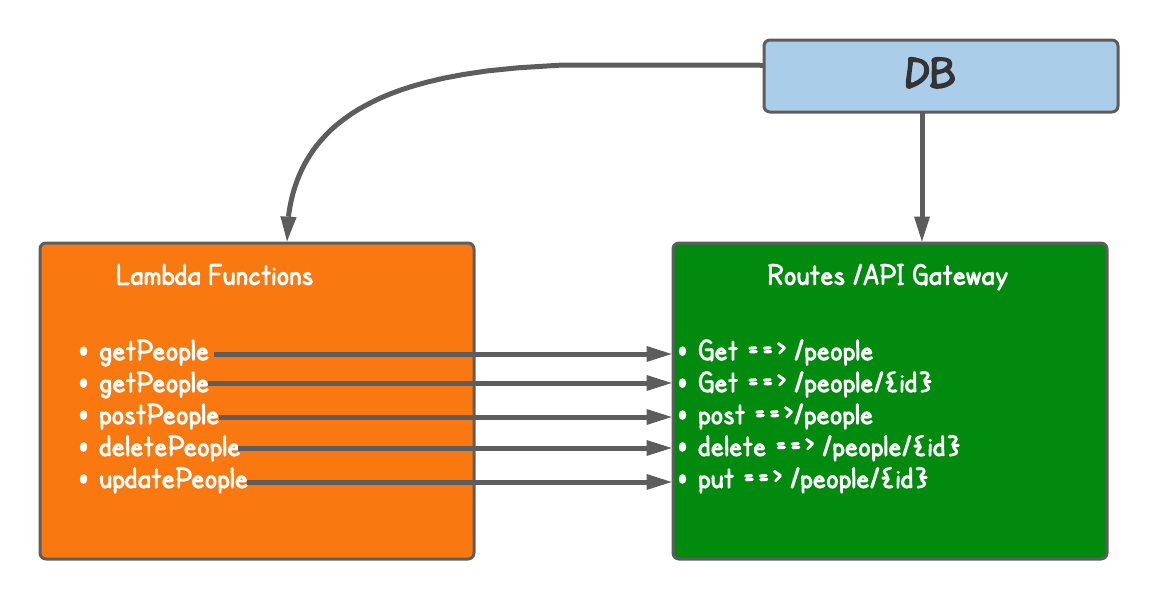 DB
Lambda Functions
• getPeople
• getPeople
• postPeople
• deletePeople
• updatePeople
Routes /API Gateway
• Get ==> /people
• Get ==> /people/{id}
• post ==>/people
• delete ==> /people/{id}
• put ==> /people/{id}